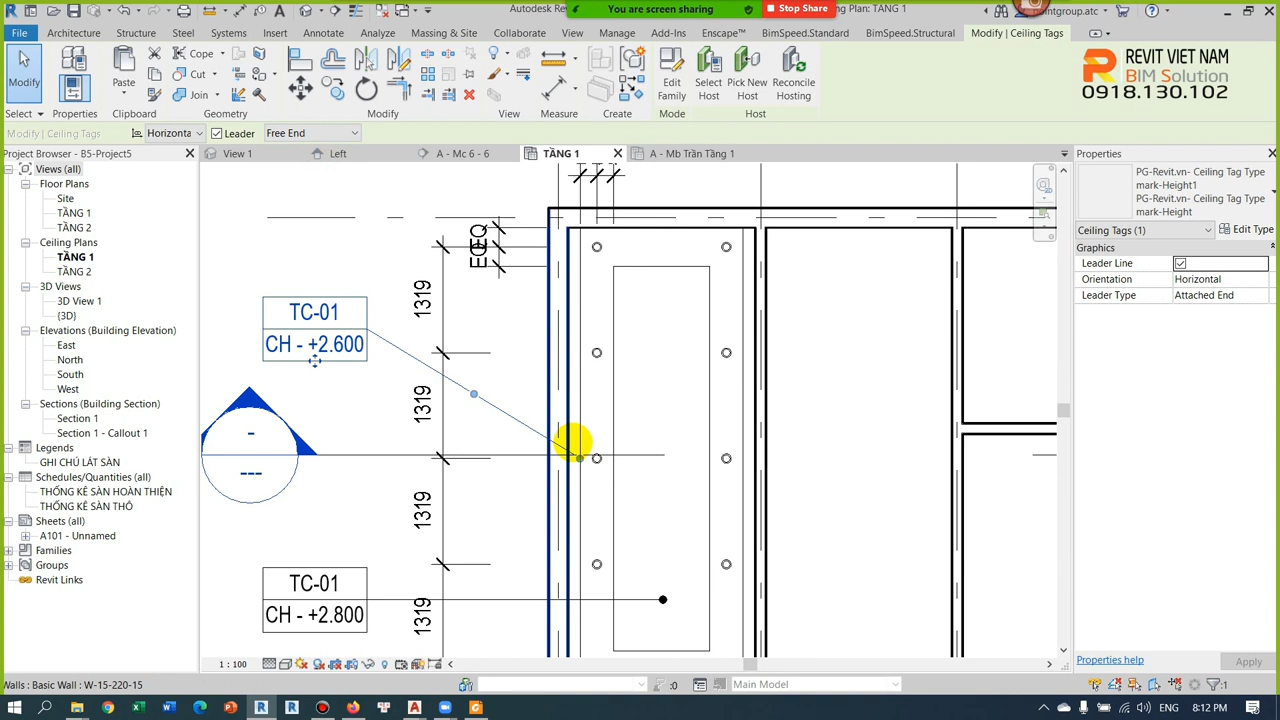 Autodesk Revit
You are screen sharing
Stop Share
ing Plan: TANG 1
File
Architecture
Structure
Steel
Systems
Insert
Annotate
Analyze
Massing & Site
Collaborate
View
Manage
Add-Ins
Enscape™
BimSpeed.Standard
BimSpeed.Structural
Modify | Ceiling Tags
Modify
Paste
Cope
Cut
Join
Edit Family
Select Host
Pick New Host
Reconcile Hosting
Select
Properties
Clipboard
Geometry
Modify
View
Measure
Create
Mode
Host
REVIT VIET NAM
BIM Solution
0918.130.102
Modify | Ceiling Tags
Horizonta
Leader
Free End
Project Browser - B5-Project5
View 1
Left
A - Mc 6 - 6
TẦNG 1
A - Mb Trần Tầng 1
Views (all)
Floor Plans
Site
TẦNG 1
TẦNG 2
Ceiling Plans
TẦNG 1
TẦNG 2
3D Views
3D View 1
{3D}
Elevations (Building Elevation)
East
North
South
West
Sections (Building Section)
Section 1
Section 1 - Callout 1
Legends
GHI CHÚ LÁT SÀN
Schedules/Quantities (all)
THỐNG KÊ SÀN HOÀN THIỆN
THỐNG KÊ SÀN THÔ
Sheets (all)
A101 - Unnamed
Families
Groups
Revit Links
EQ
EQ
1319
1319
1319
1319
TC-01
CH - +2.600
-
---
TC-01
CH - +2.800
Properties
PG-Revit.vn- Ceiling Tag Type
mark-Height1
PG-Revit.vn- Ceiling Tag Type
mark-Height
Ceiling Tags (1)
Edit Type
Graphics
Leader Line
Orientation Horizontal
Leader Type Attached End
Properties help
Apply
1 : 100
Walls : Basic Wall : W-15-220-15
:0
Main Model
:1
ENG
8:12 PM